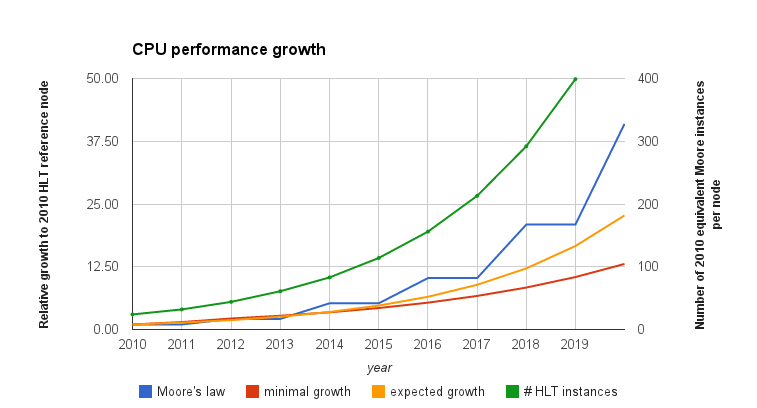 CPU performance growth
Relative growth to 2010 HLT reference node
50.00
37.50
25.00
12.50
0.00
400
300
200
100
0
Number of 2010 equivalent Moore instances
per node
2010 2011 2012 2013 2014 2015 2016 2017 2018 2019
year
Moore's law minimal growth expected growth # HLT instances